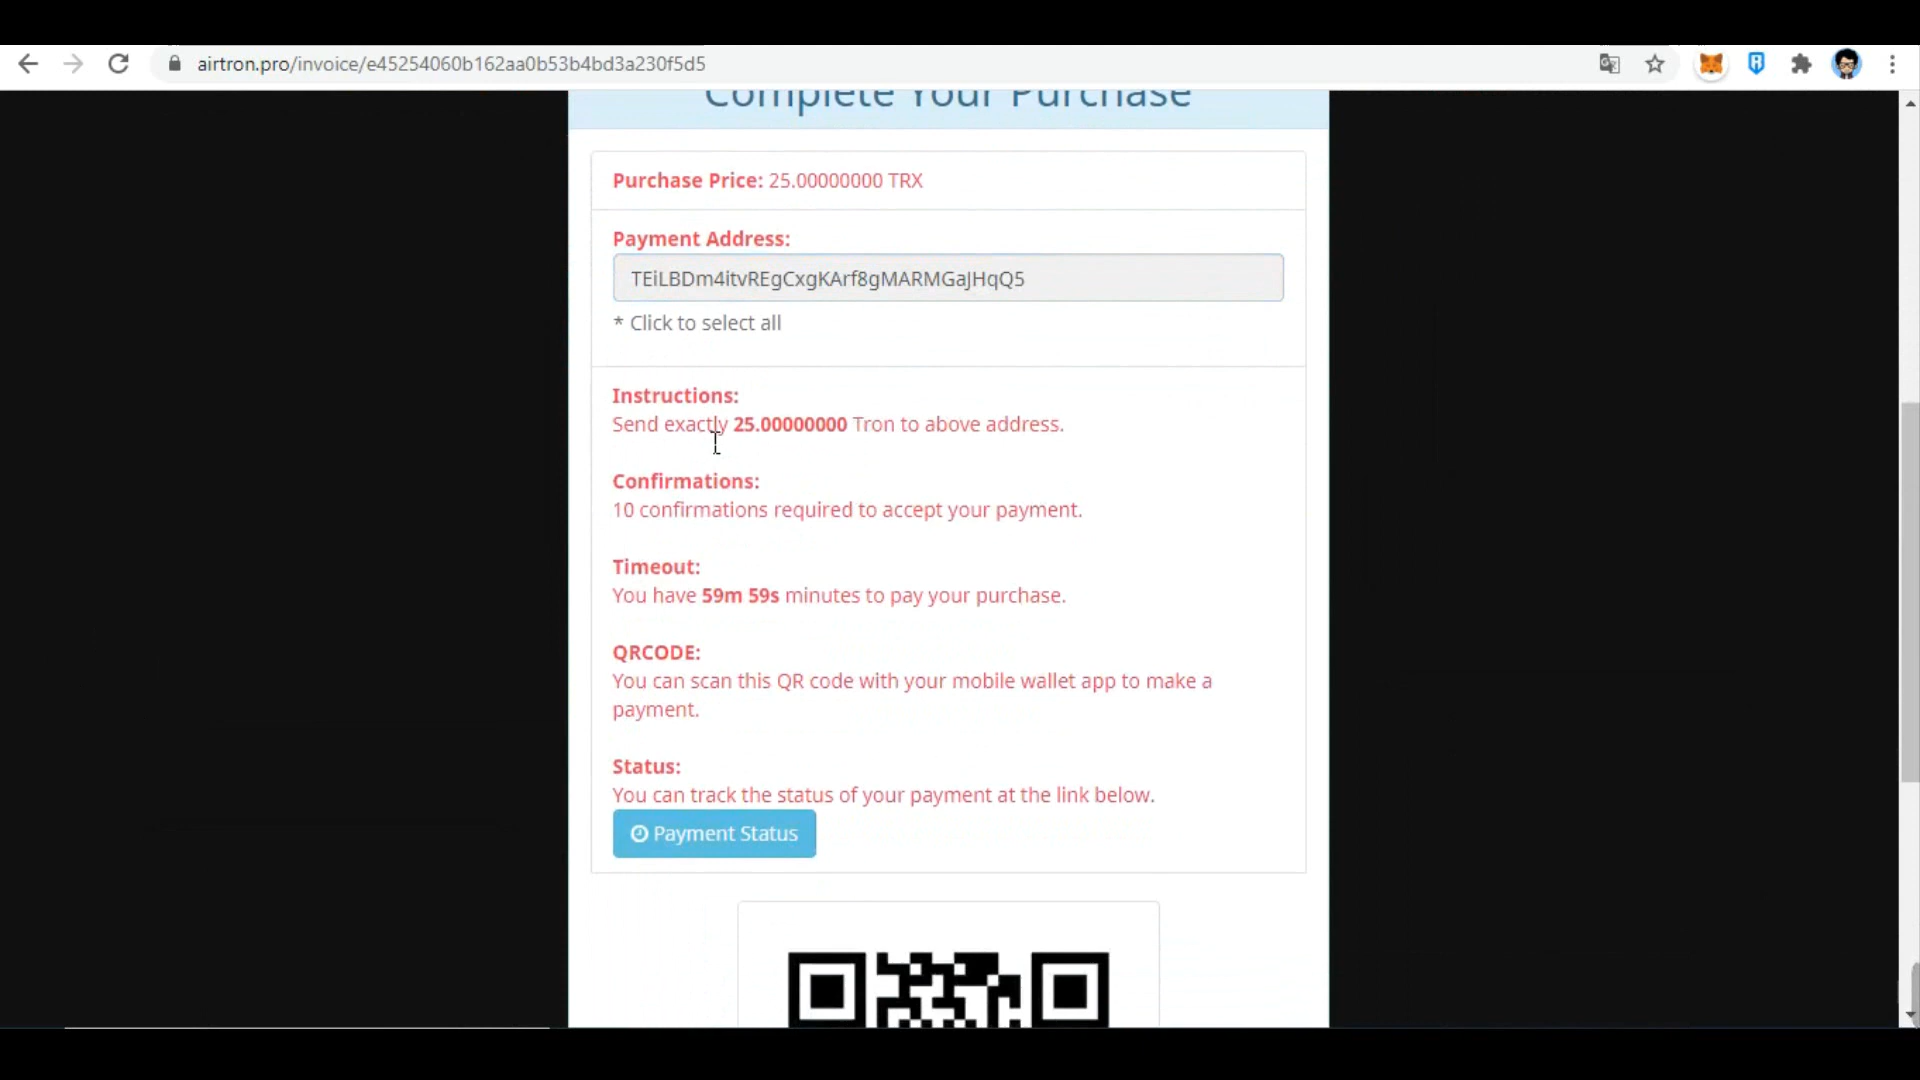 airtron.pro/invoice/e45254060b162aa0b53b4bd3a230f5d5
Complete Your Purchase
Purchase Price: 25.00000000 TRX
Payment Address:
TEiLBDm4itvREgCxgKArf8gMARMGaJHqQ5
* Click to select all
Instructions:
Send exactly 25.00000000 Tron to above address.
Confirmations:
10 confirmations required to accept your payment.
Timeout:
You have 59m 59s minutes to pay your purchase.
QRCODE:
You can scan this QR code with your mobile wallet app to make a
payment.
Status:
You can track the status of your payment at the link below.
Payment Status